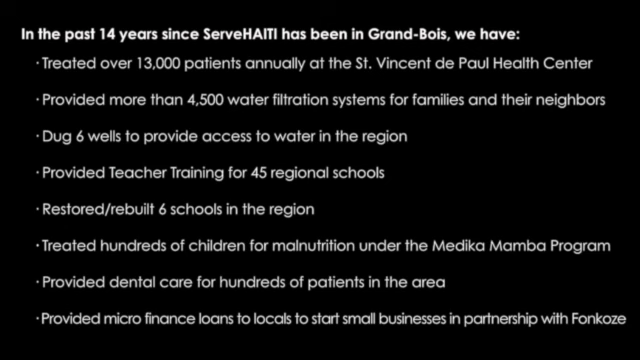 In the past 14 years since ServeHAITI has been in Grand-Bois, we have:
· Treated over 13,000 patients annually at the St. Vincent de Paul Health Center
· Provided more than 4,500 water filtration systems for families and their neighbors
· Dug 6 wells to provide access to water in the region
· Provided Teacher Training for 45 regional schools
· Restored/rebuilt 6 schools in the region
· Treated hundreds of children for malnutrition under the Medika Mamba Program
· Provided dental care for hundreds of patients in the area
· Provided micro finance loans to locals to start small businesses in partnership with Fonkoze